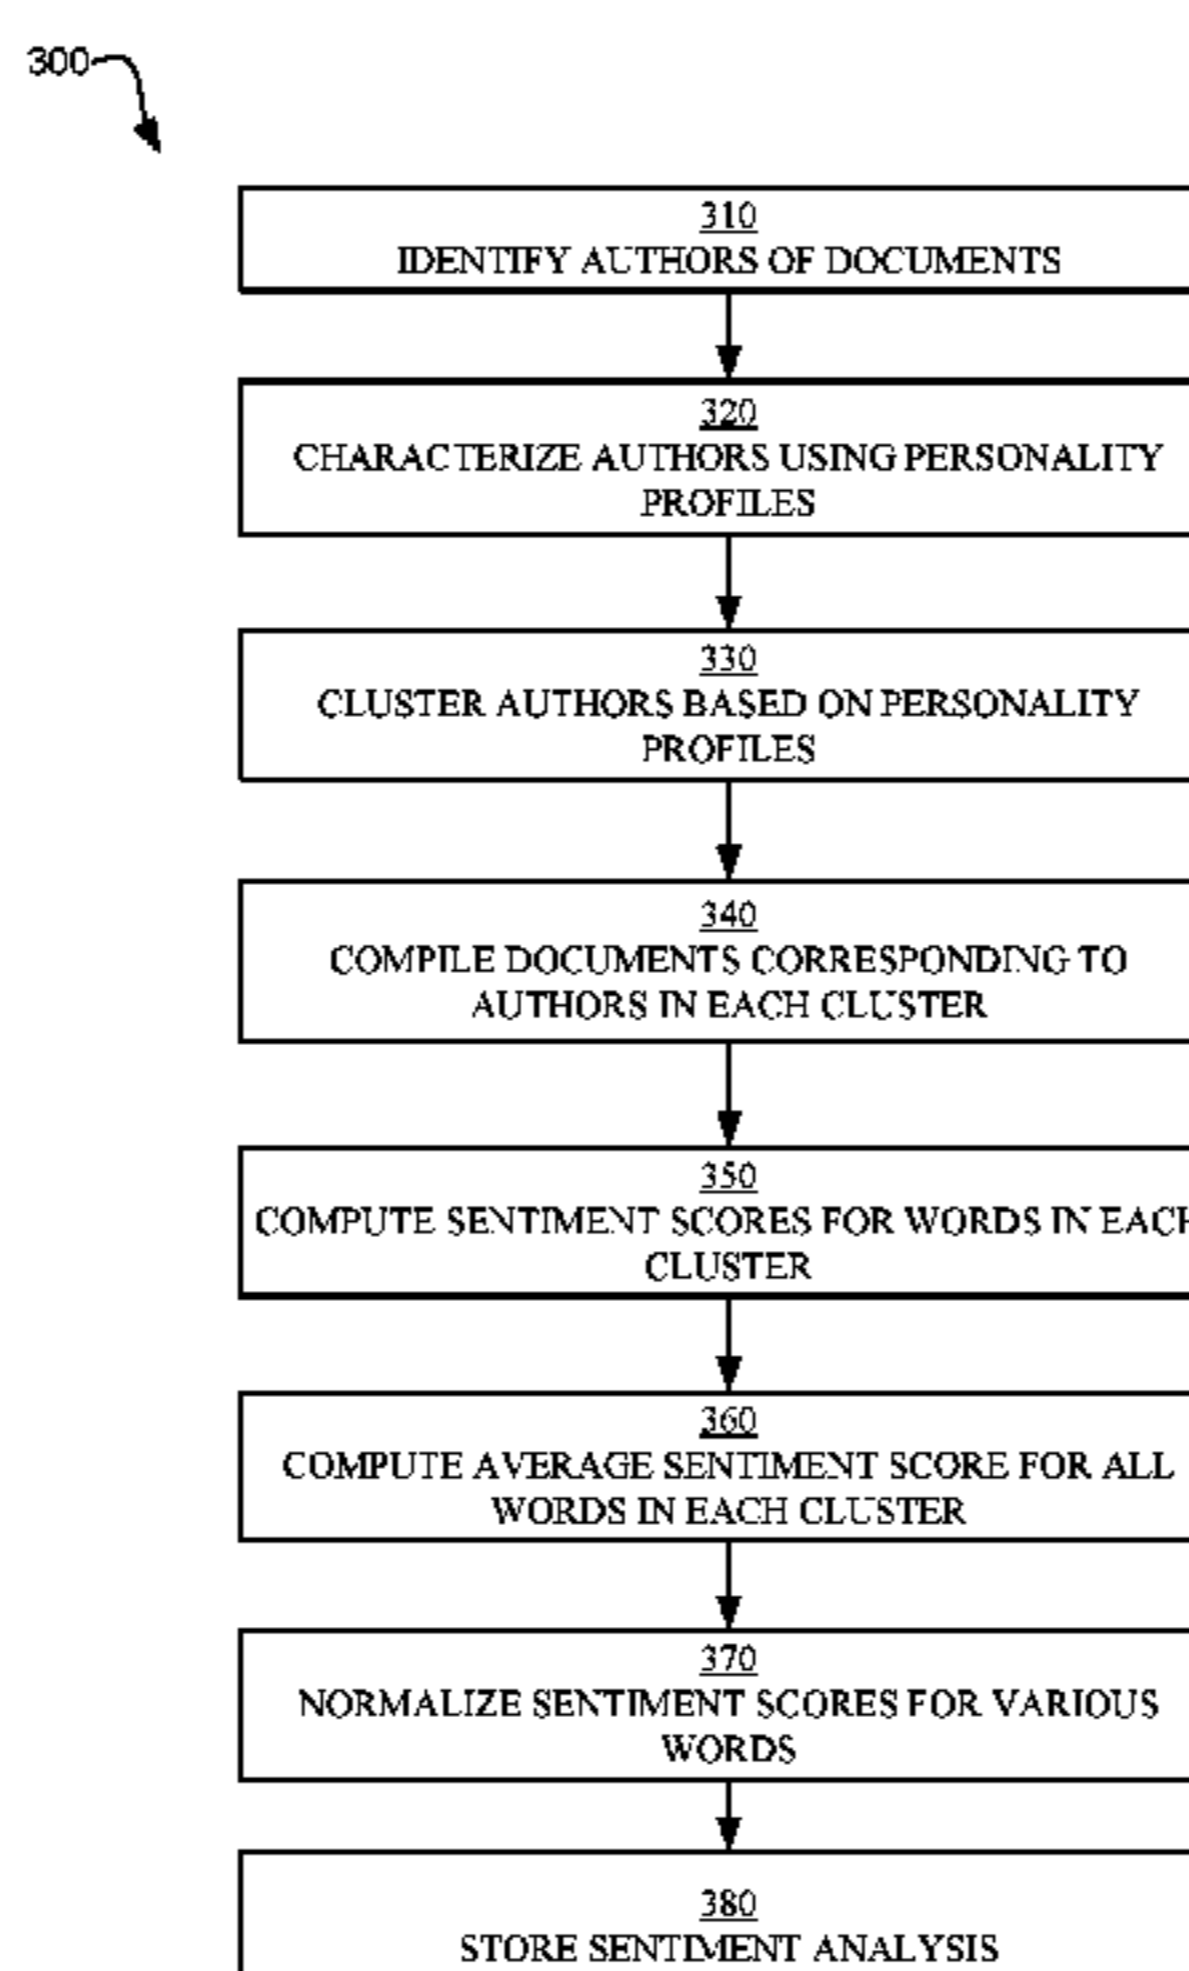 300
310
IDENTIFY AUTHORS OF DOCUMENTS
320
CHARACTERIZE AUTHORS USING PERSONALITY
PROFILES
330
CLUSTER AUTHORS BASED ON PERSONALITY
PROFILES
340
COMPILE DOCUMENTS CORRESPONDING TO
AUTHORS IN EACH CLUSTER
350
COMPUTE SENTIMENT SCORES FOR WORDS IN EACH
CLUSTER
360
COMPUTE AVERAGE SENTIMENT SCORE FOR ALL
WORDS IN EACH CLUSTER
370
NORMALIZE SENTIMENT SCORES FOR VARIOUS
WORDS
380
STORE SENTIMENT ANALYSIS